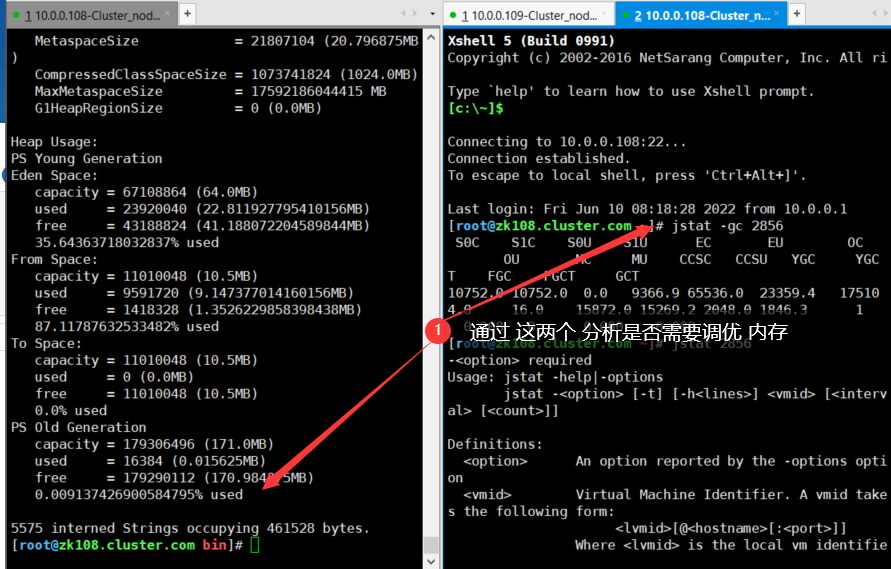 1 10.0.0.108-Cluster_nod...
MetaspaceSize = 21807104 (20.796875MB
)
CompressedClassSpaceSize = 1073741824 (1024.0MB)
MaxMetaspaceSize = 17592186044415 MB
G1HeapRegionSize = 0 (0.0MB)
Heap Usage:
PS Young Generation
Eden Space:
capacity = 67108864 (64.0MB)
used = 23920040 (22.811927795410156MB)
free = 43188824 (41.188072204589844MB)
35.64363718032837% used
From Space:
capacity = 11010048 (10.5MB)
used = 9591720 (9.147377014160156MB)
free = 1418328 (1.3526229858398438MB)
87.11787632533482% used
To Space:
capacity = 11010048 (10.5MB)
used = 0 (0.0MB)
free = 11010048 (10.5MB)
0.0% used
PS Old Generation
capacity = 179306496 (171.0MB)
used = 16384 (0.015625MB)
free = 179290112 (170.984375MB)
0.009137426900584795% used
5575 interned Strings occupying 461528 bytes.
[root@zk108.cluster.com bin]#
1 10.0.0.109-Cluster_nod...
2 10.0.0.108-Cluster_n...
Xshell 5 (Build 0991)
Copyright (c) 2002-2016 NetSarang Computer, Inc. All ri
Type `help' to learn how to use Xshell prompt.
[c:\~]$
Connecting to 10.0.0.108:22...
Connection established.
To escape to local shell, press 'Ctrl+Alt+]'.
Last login: Fri Jun 10 08:18:28 2022 from 10.0.0.1
[root@zk108.cluster.com ~]# jstat -gc 2856
S0C S1C S0U S1U EC EU OC
OU MC MU CCSC CCSU YGC YGC
T FGC FGCT GCT
10752.0 10752.0 0.0 9366.9 65536.0 23359.4 17510
4.0 16.0 15872.0 15269.2 2048.0 1846.3 1
1 通过 这两个 分析是否需要调优 内存
[root@zk108.cluster.com ~]# jstat 2856
-<option> required
Usage: jstat -help|-options
jstat -<option> [-t] [-h<lines>] <vmid> [<interv
al> [<count>]]
Definitions:
<option> An option reported by the -options opti
on
<vmid> Virtual Machine Identifier. A vmid take
s the following form:
<lvmid>[@<hostname>[:<port>]]
Where <lvmid> is the local vm identifie